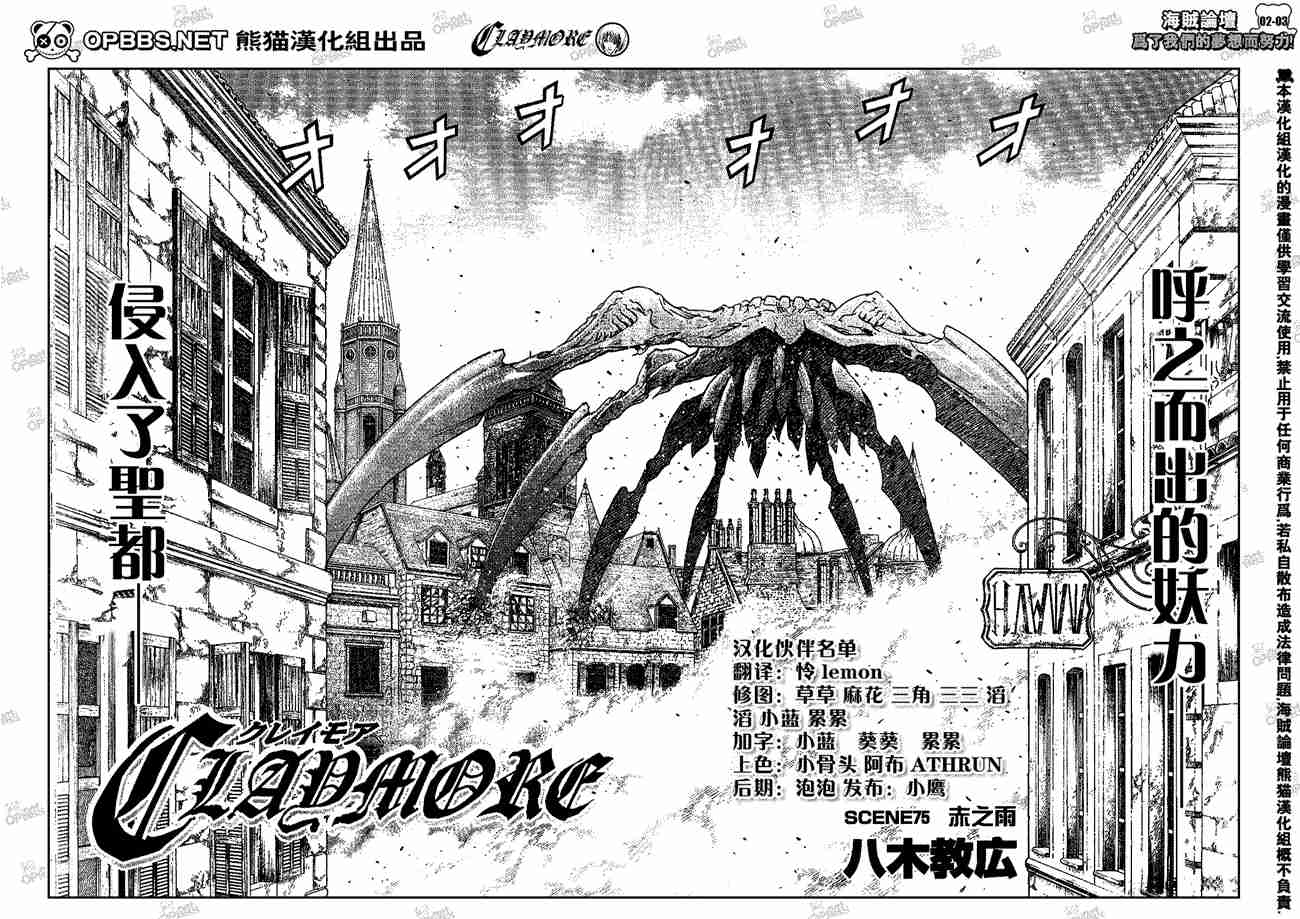 OPBBS.NET 熊猫漢化組出品
CLAYMORE
海賊論壇
02-03
爲了我們的夢想而努力!
オ オ オ オ オ オ
呼之而出的妖力
侵入了聖都——
HAWW
クレイモア
CLAYMORE
汉化伙伴名单
翻译：怜 lemon
修图：草草 麻花 三角 三三 滔
滔 小蓝 累累
加字：小蓝 葵葵 累累
上色：小骨头 阿布 ATHRUN
后期：泡泡 发布：小鹰
SCENE75 赤之雨
八木教広
本漢化組漢化的漫畫僅供學習交流使用 禁止用于任何商業行爲 若私自散布造成法律問題 海賊論壇熊猫漢化組概不負責.